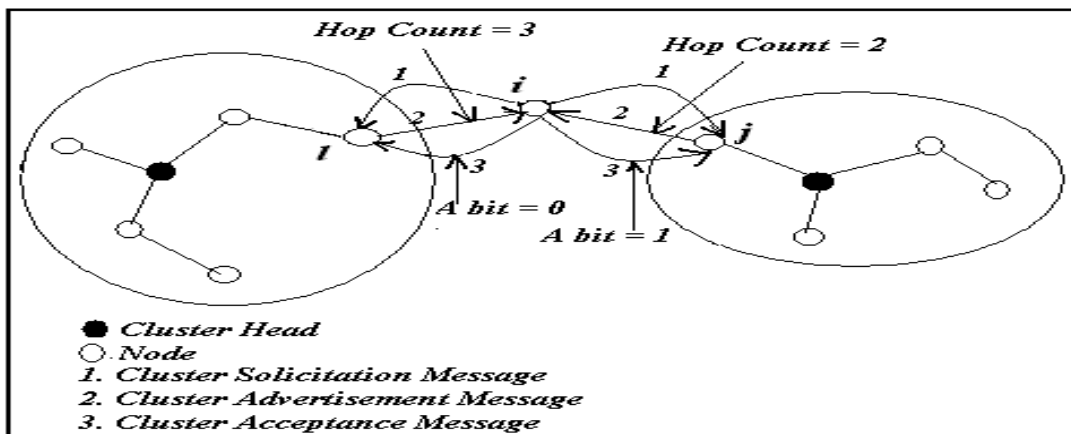 Hop Count = 3
Hop Count = 2
1
i
1
2
2
j
l
3
3
A bit = 0
A bit = 1
Cluster Head
Node
1. Cluster Solicitation Message
2. Cluster Advertisement Message
3. Cluster Acceptance Message